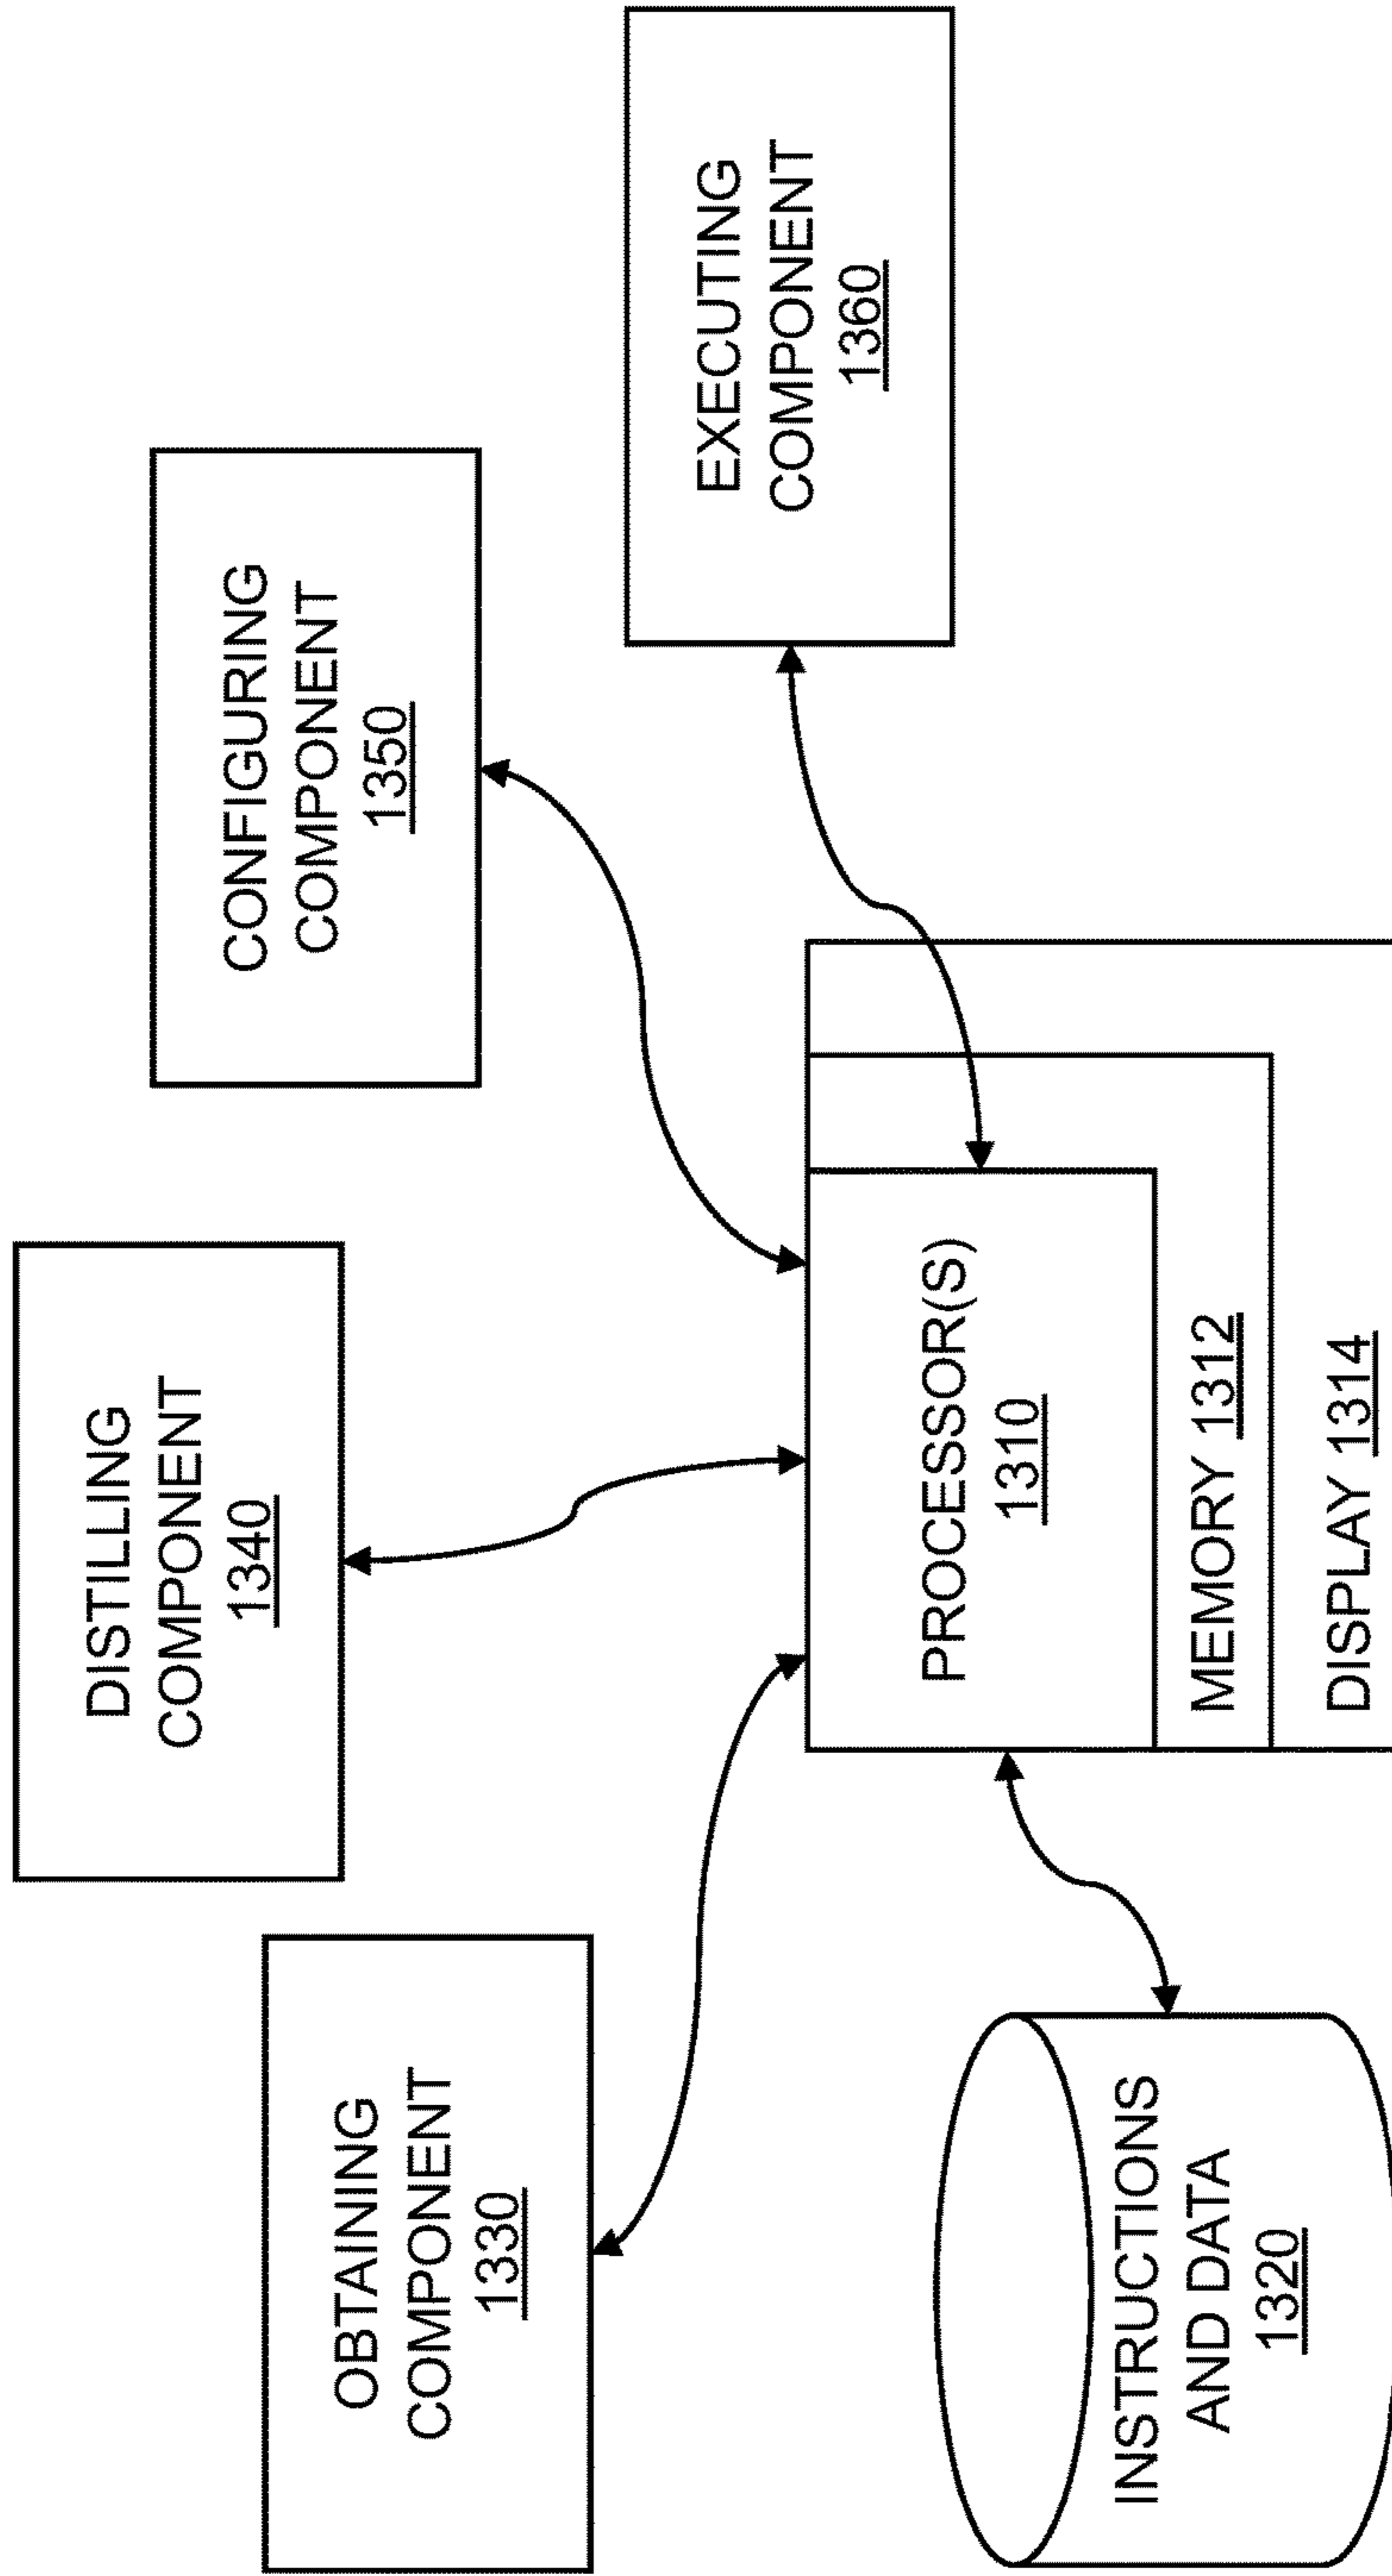 OBTAINING
COMPONENT
1330
DISTILLING
COMPONENT
1340
CONFIGURING
COMPONENT
1350
EXECUTING
COMPONENT
1360
INSTRUCTIONS
AND DATA
1320
PROCESSOR(S)
1310
MEMORY 1312
DISPLAY 1314